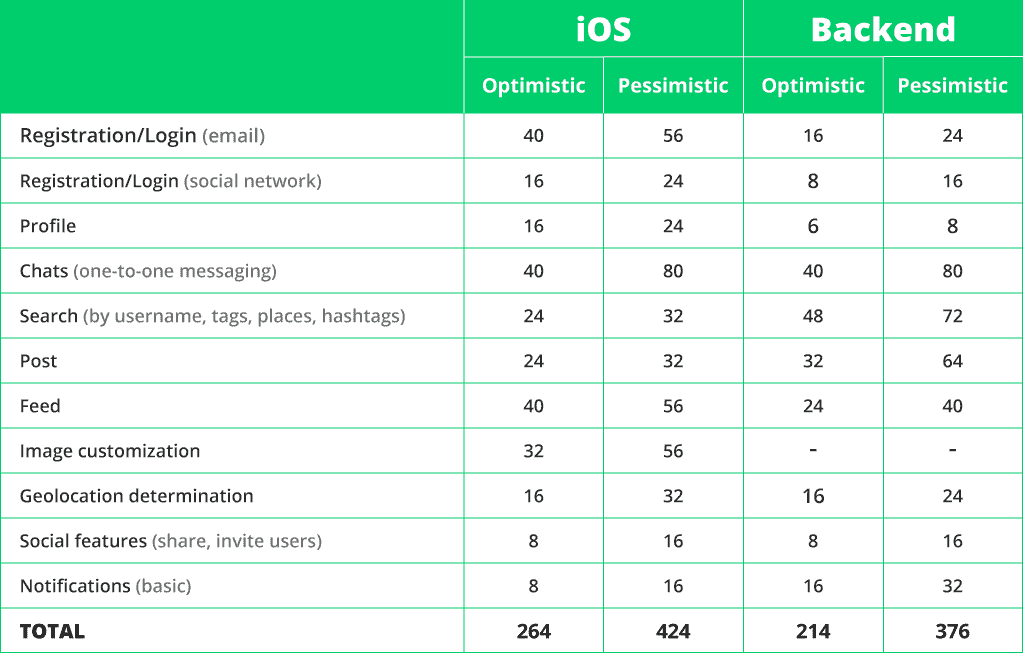 iOS Backend
Optimistic Pessimistic Optimistic Pessimistic
Registration/Login (email) 40 56 16 24
Registration/Login (social network) 16 24 8 16
Profile 16 24 6 8
Chats (one-to-one messaging) 40 80 40 80
Search (by username, tags, places, hashtags) 24 32 48 72
Post 24 32 32 64
Feed 40 56 24 40
Image customization 32 56 - -
Geolocation determination 16 32 16 24
Social features (share, invite users) 8 16 8 16
Notifications (basic) 8 16 16 32
TOTAL 264 424 214 376